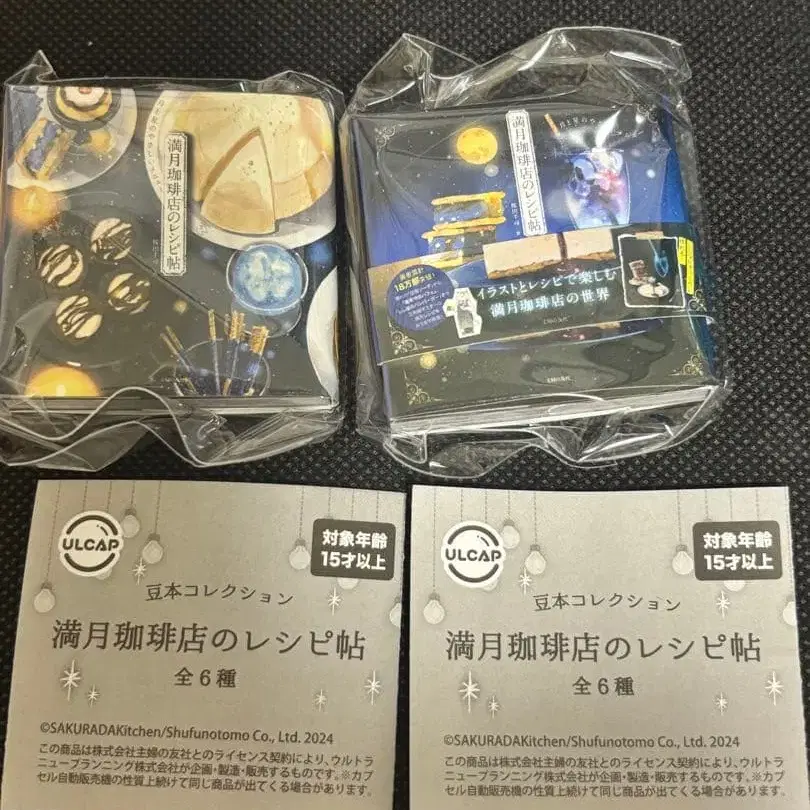 満月珈琲店のレシピ帖
満月珈琲店のレシピ帖
18万部突破!
イラストとレシピで楽しむ
満月珈琲店の世界
主婦の友社
ULCAP
対象年齢
15才以上
豆本コレクション
満月珈琲店のレシピ帖
全6種
©SAKURADAKitchen/Shufunotomo Co., Ltd. 2024
この商品は株式会社主婦の友社とのライセンス契約により、ウルトラ
ニュープランニング株式会社が企画・製造・販売するものです。※カプ
セル自動販売機の性質上続けて同じ商品が出てくる場合があります。
ULCAP
対象年齢
15才以上
豆本コレクション
満月珈琲店のレシピ帖
全6種
©SAKURADAKitchen/Shufunotomo Co., Ltd. 2024
この商品は株式会社主婦の友社とのライセンス契約により、ウルトラ
ニュープランニング株式会社が企画・製造・販売するものです。※カプ
セル自動販売機の性質上続けて同じ商品が出てくる場合があります。